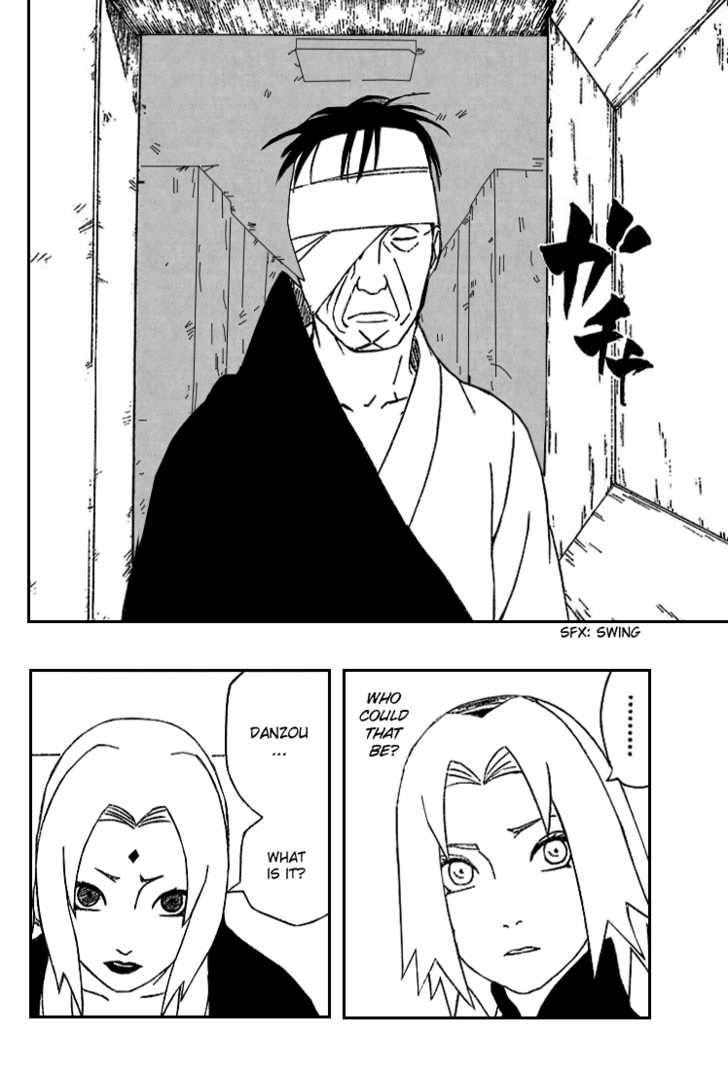 ガチャ
SFX: SWING
........
WHO
COULD
THAT
BE?
DANZOU
...
WHAT
IS IT?